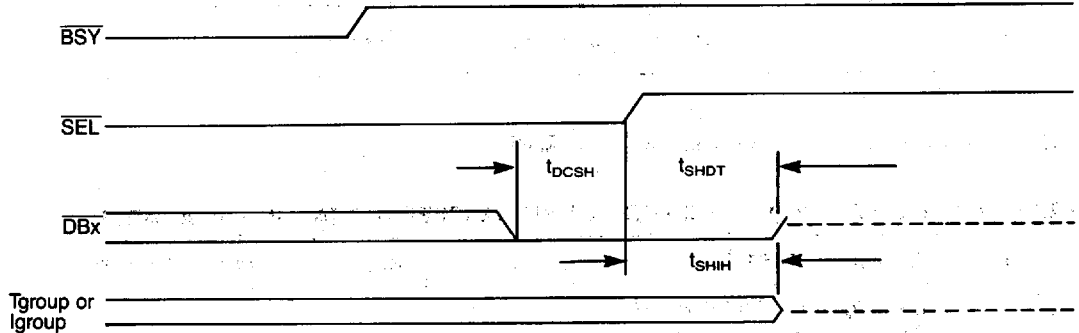 BSY
SEL
tDCSH tSHDT
DBx
tSHIH
Tgroup or
Igroup